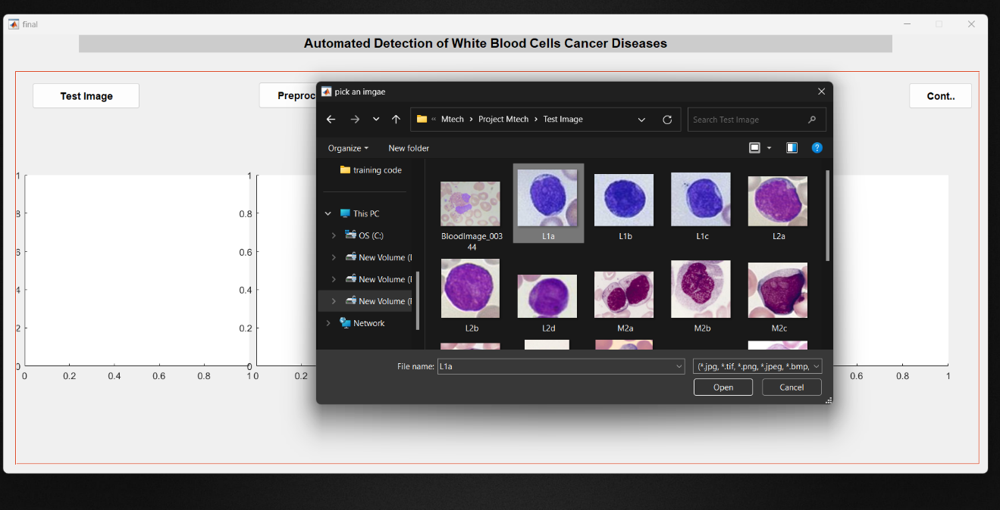 final
Automated Detection of White Blood Cells Cancer Diseases
Test Image
Preproc
Cont..
pick an imgae
« Mtech › Project Mtech › Test Image
Search Test Image
Organize
New folder
training code
This PC
OS (C:)
New Volume (
New Volume (
New Volume (
Network
BloodImage_003
44
L1a
L1b
L1c
L2a
L2b
L2d
M2a
M2b
M2c
File name:
L1a
(*.jpg, *.tif, *.png, *.jpeg, *.bmp,
Open
Cancel
1
8
6
4
2
0
0 0.2 0.4 0.6 0.8 1
1
0.8
0.6
0.4
0.2
0
0 0.2
0.6 0.8 1